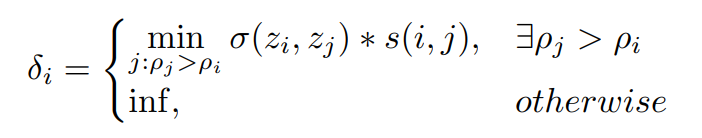 δ_i = { min_{j:ρ_j>ρ_i} σ(z_i, z_j) * s(i, j), ∃ρ_j > ρ_i
inf, otherwise